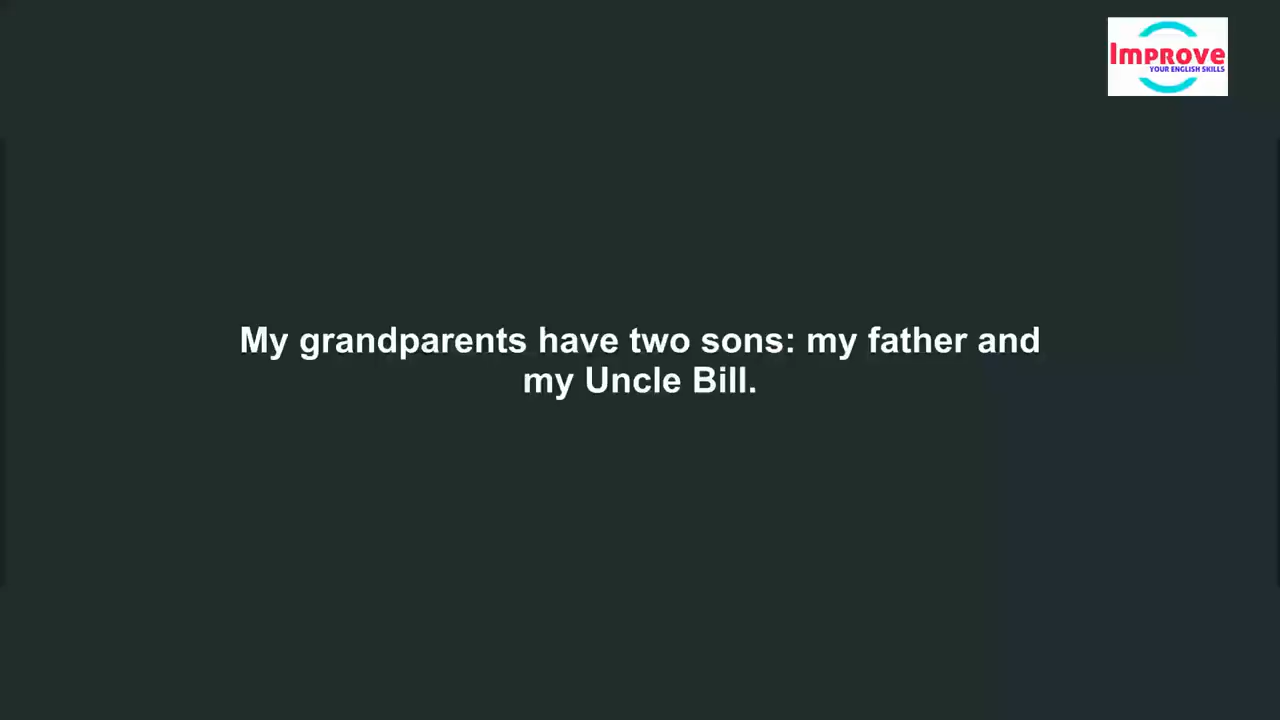 Improve
YOUR ENGLISH SKILLS
My grandparents have two sons: my father and
my Uncle Bill.